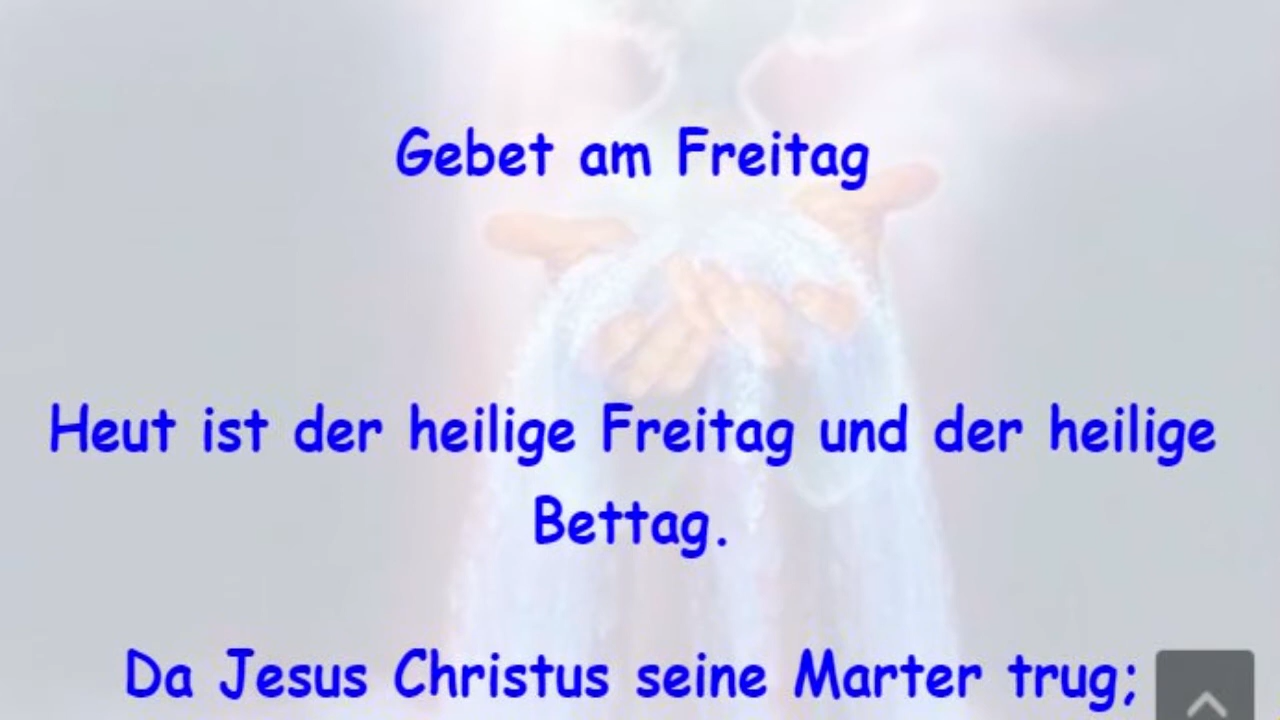 Gebet am Freitag
Heut ist der heilige Freitag und der heilige
Bettag.
Da Jesus Christus seine Marter trug;